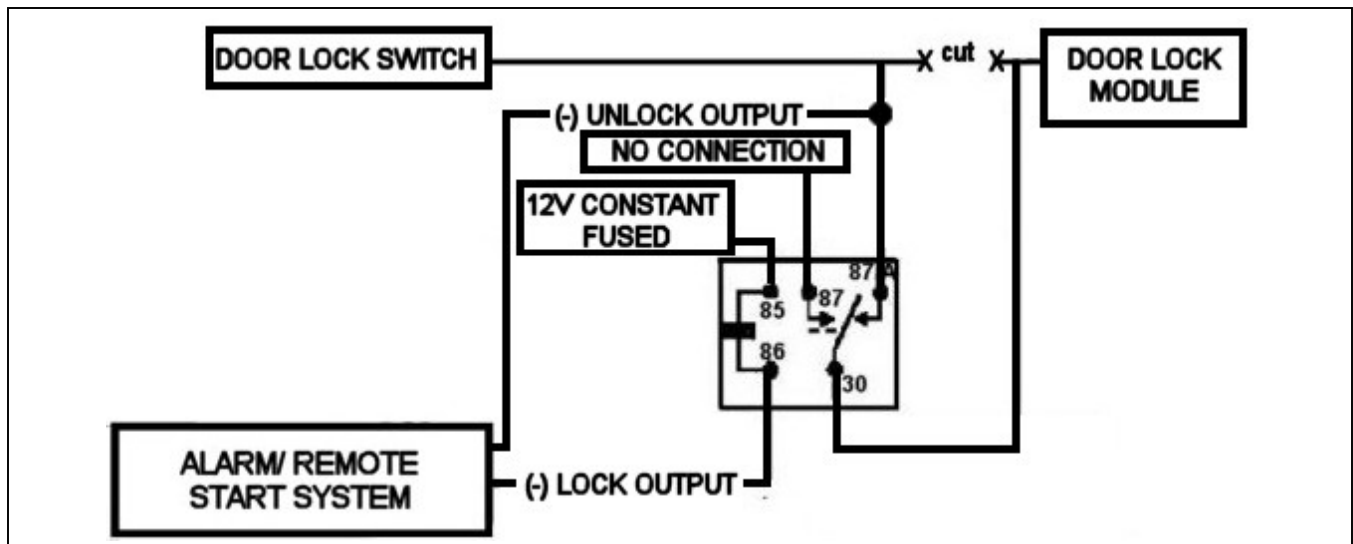 DOOR LOCK SWITCH
X cut X
DOOR LOCK
MODULE
(-) UNLOCK OUTPUT
NO CONNECTION
12V CONSTANT
FUSED
87A
87
85
86
30
ALARM/ REMOTE
START SYSTEM
(-) LOCK OUTPUT